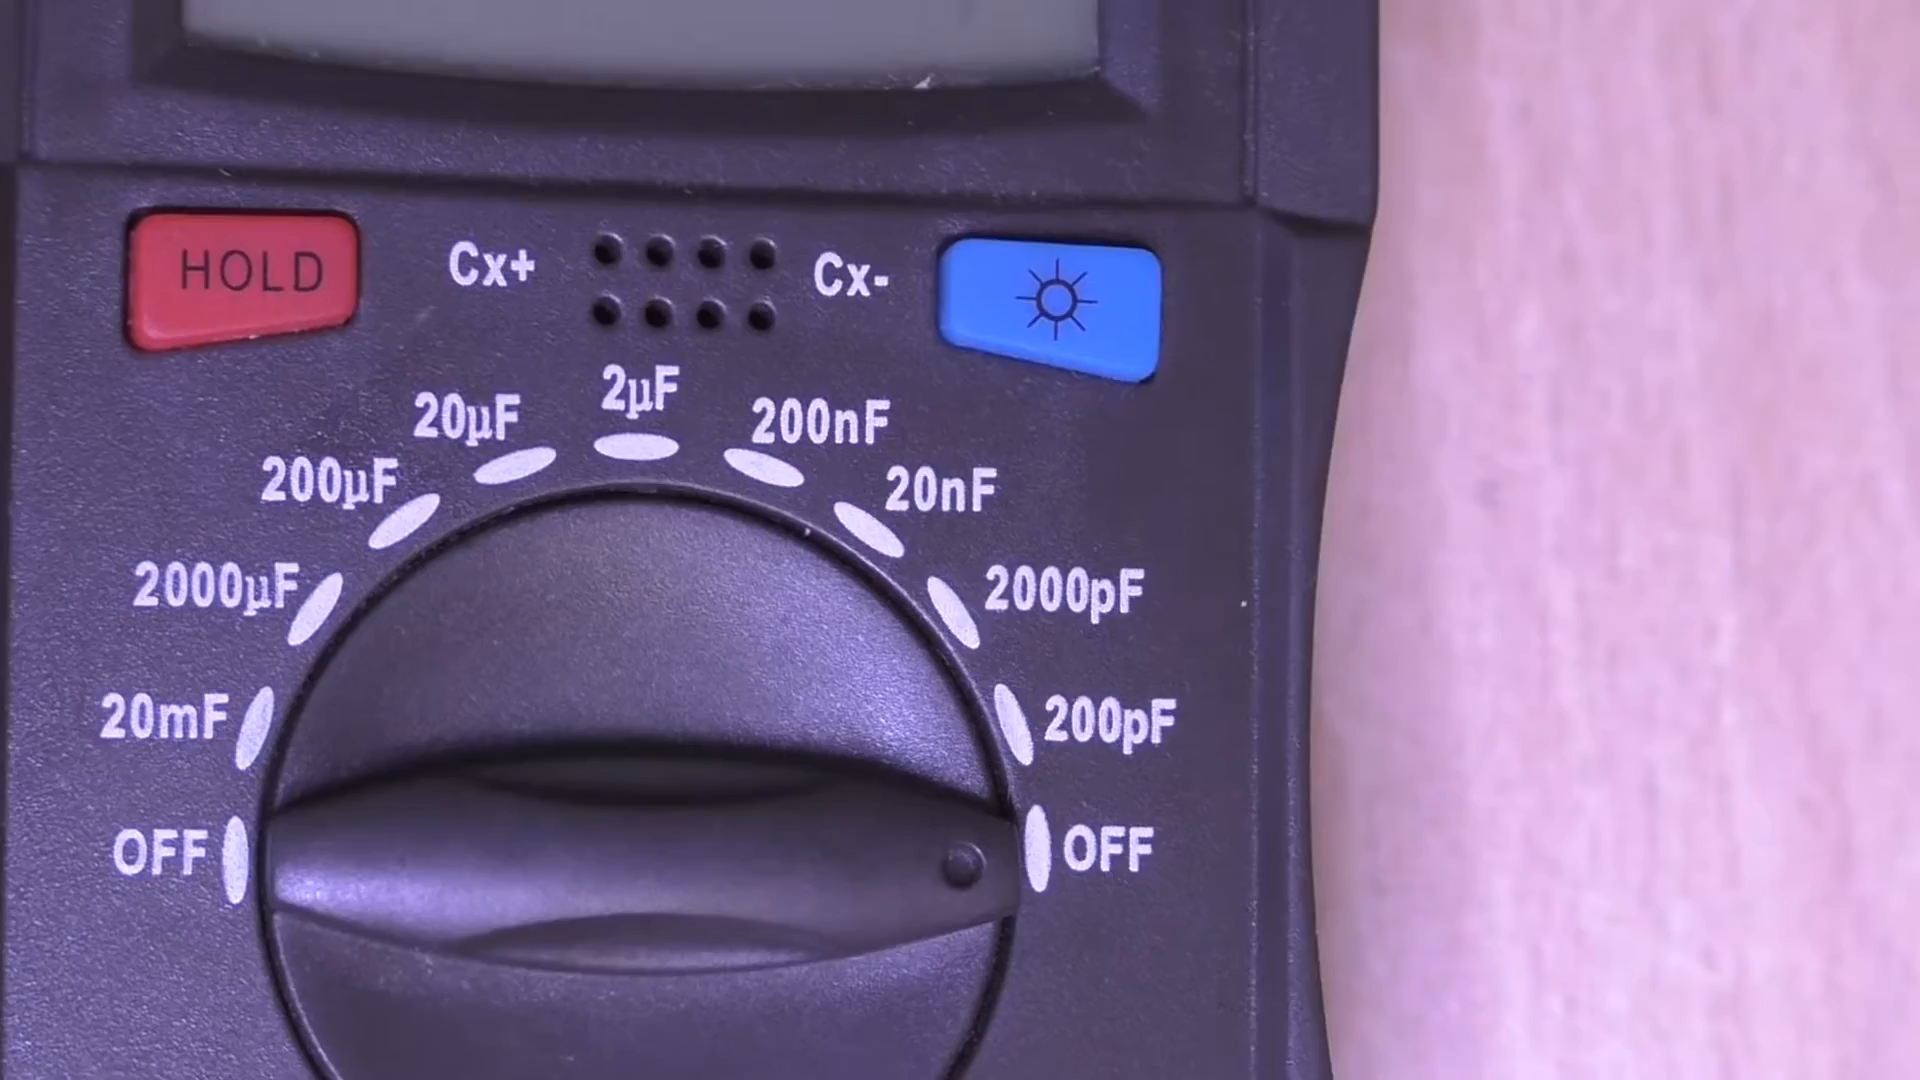 HOLD
Cx+
Cx-
2µF
20µF
200nF
200µF
20nF
2000µF
2000pF
20mF
200pF
OFF
OFF